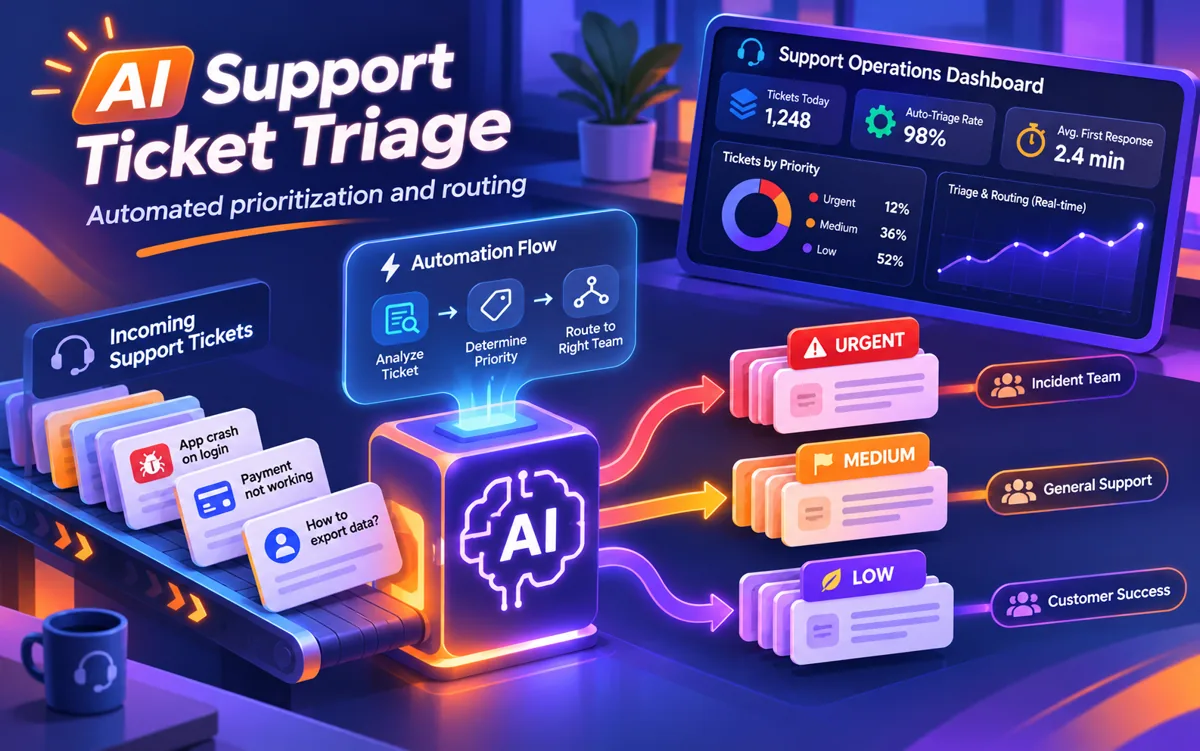 AI Support
Ticket Triage
Automated prioritization and routing
Support Operations Dashboard
Tickets Today
1,248
Auto-Triage Rate
98%
Avg. First Response
2.4 min
Tickets by Priority
Urgent 12%
Medium 36%
Low 52%
Triage & Routing (Real-time)
Automation Flow
Analyze
Ticket
Determine
Priority
Route to
Right Team
Incoming
Support Tickets
App crash
on login
Payment
not working
How to
export data?
AI
URGENT
Incident Team
MEDIUM
General Support
LOW
Customer Success